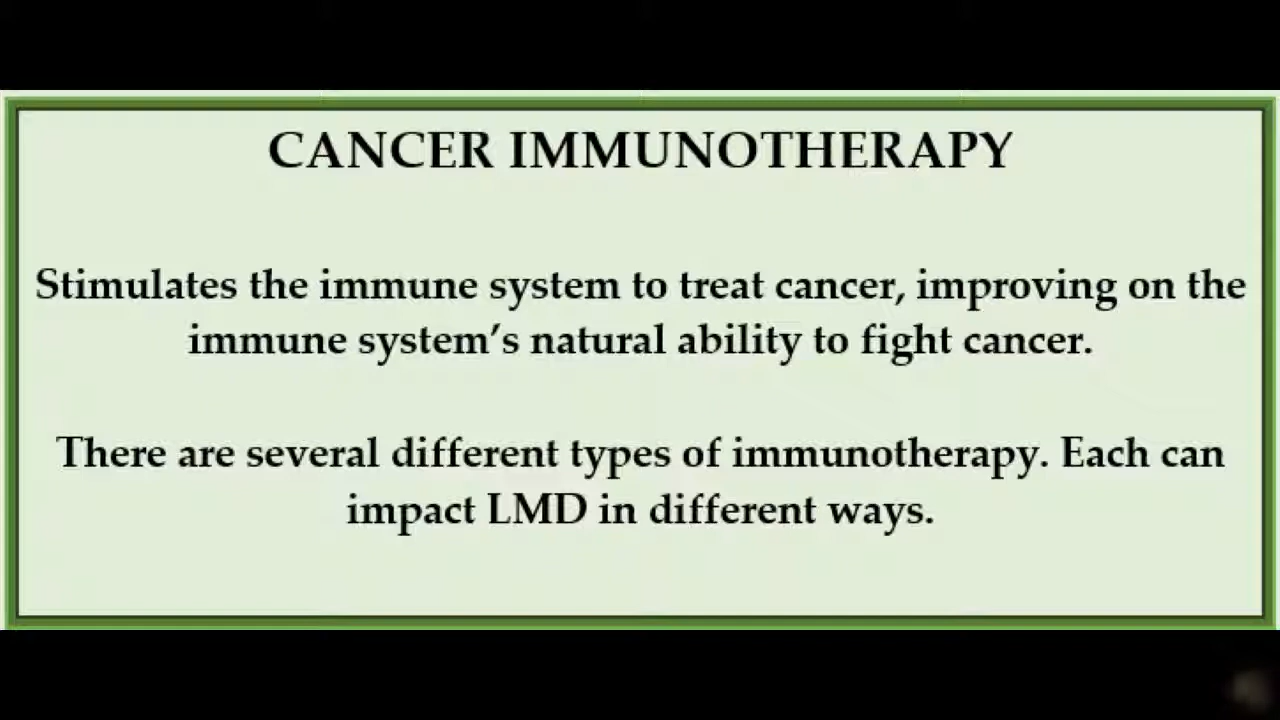 CANCER IMMUNOTHERAPY
Stimulates the immune system to treat cancer, improving on the
immune system’s natural ability to fight cancer.
There are several different types of immunotherapy. Each can
impact LMD in different ways.